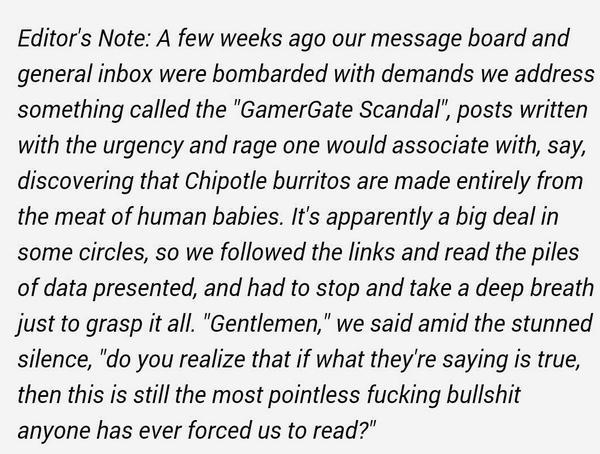 Editor's Note: A few weeks ago our message board and
general inbox were bombarded with demands we address
something called the "GamerGate Scandal", posts written
with the urgency and rage one would associate with, say,
discovering that Chipotle burritos are made entirely from
the meat of human babies. It's apparently a big deal in
some circles, so we followed the links and read the piles
of data presented, and had to stop and take a deep breath
just to grasp it all. "Gentlemen," we said amid the stunned
silence, "do you realize that if what they're saying is true,
then this is still the most pointless fucking bullshit
anyone has ever forced us to read?"